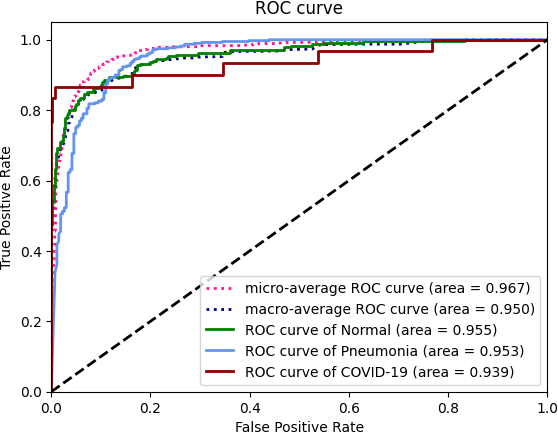 ROC curve
True Positive Rate
1.0
0.8
0.6
0.4
0.2
0.0
micro-average ROC curve (area = 0.967)
macro-average ROC curve (area = 0.950)
ROC curve of Normal (area = 0.955)
ROC curve of Pneumonia (area = 0.953)
ROC curve of COVID-19 (area = 0.939)
0.0 0.2 0.4 0.6 0.8 1.0
False Positive Rate